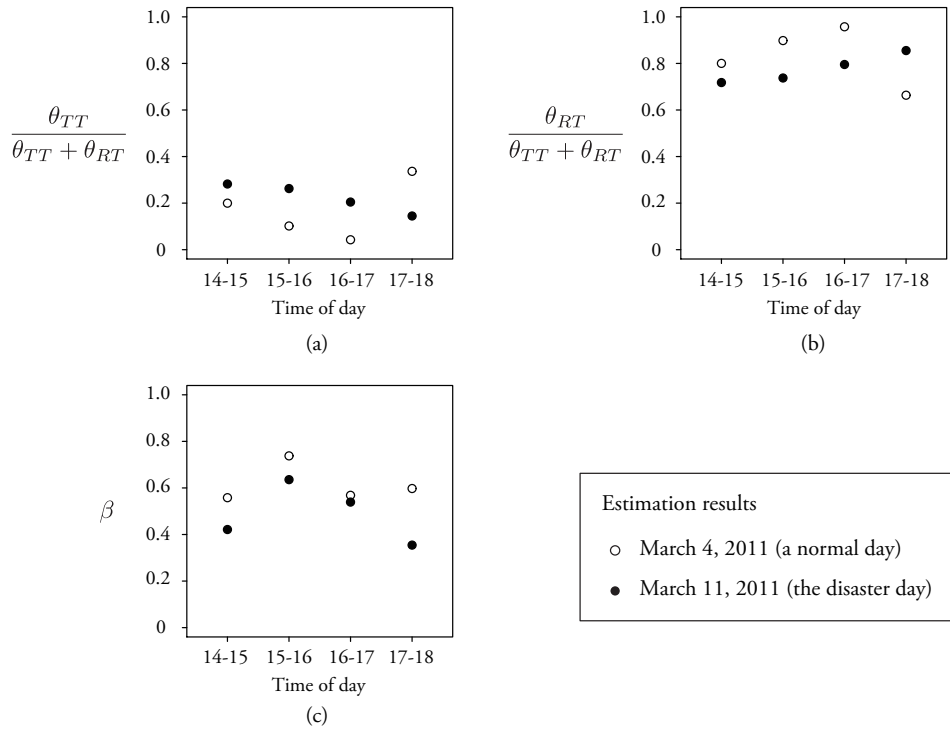 1.0
0.8
0.6
0.4
0.2
0
θ_TT
θ_TT + θ_RT
14-15 15-16 16-17 17-18
Time of day
(a)
1.0
0.8
0.6
0.4
0.2
0
θ_RT
θ_TT + θ_RT
14-15 15-16 16-17 17-18
Time of day
(b)
1.0
0.8
0.6
0.4
0.2
0
β
14-15 15-16 16-17 17-18
Time of day
(c)
Estimation results
March 4, 2011 (a normal day)
March 11, 2011 (the disaster day)